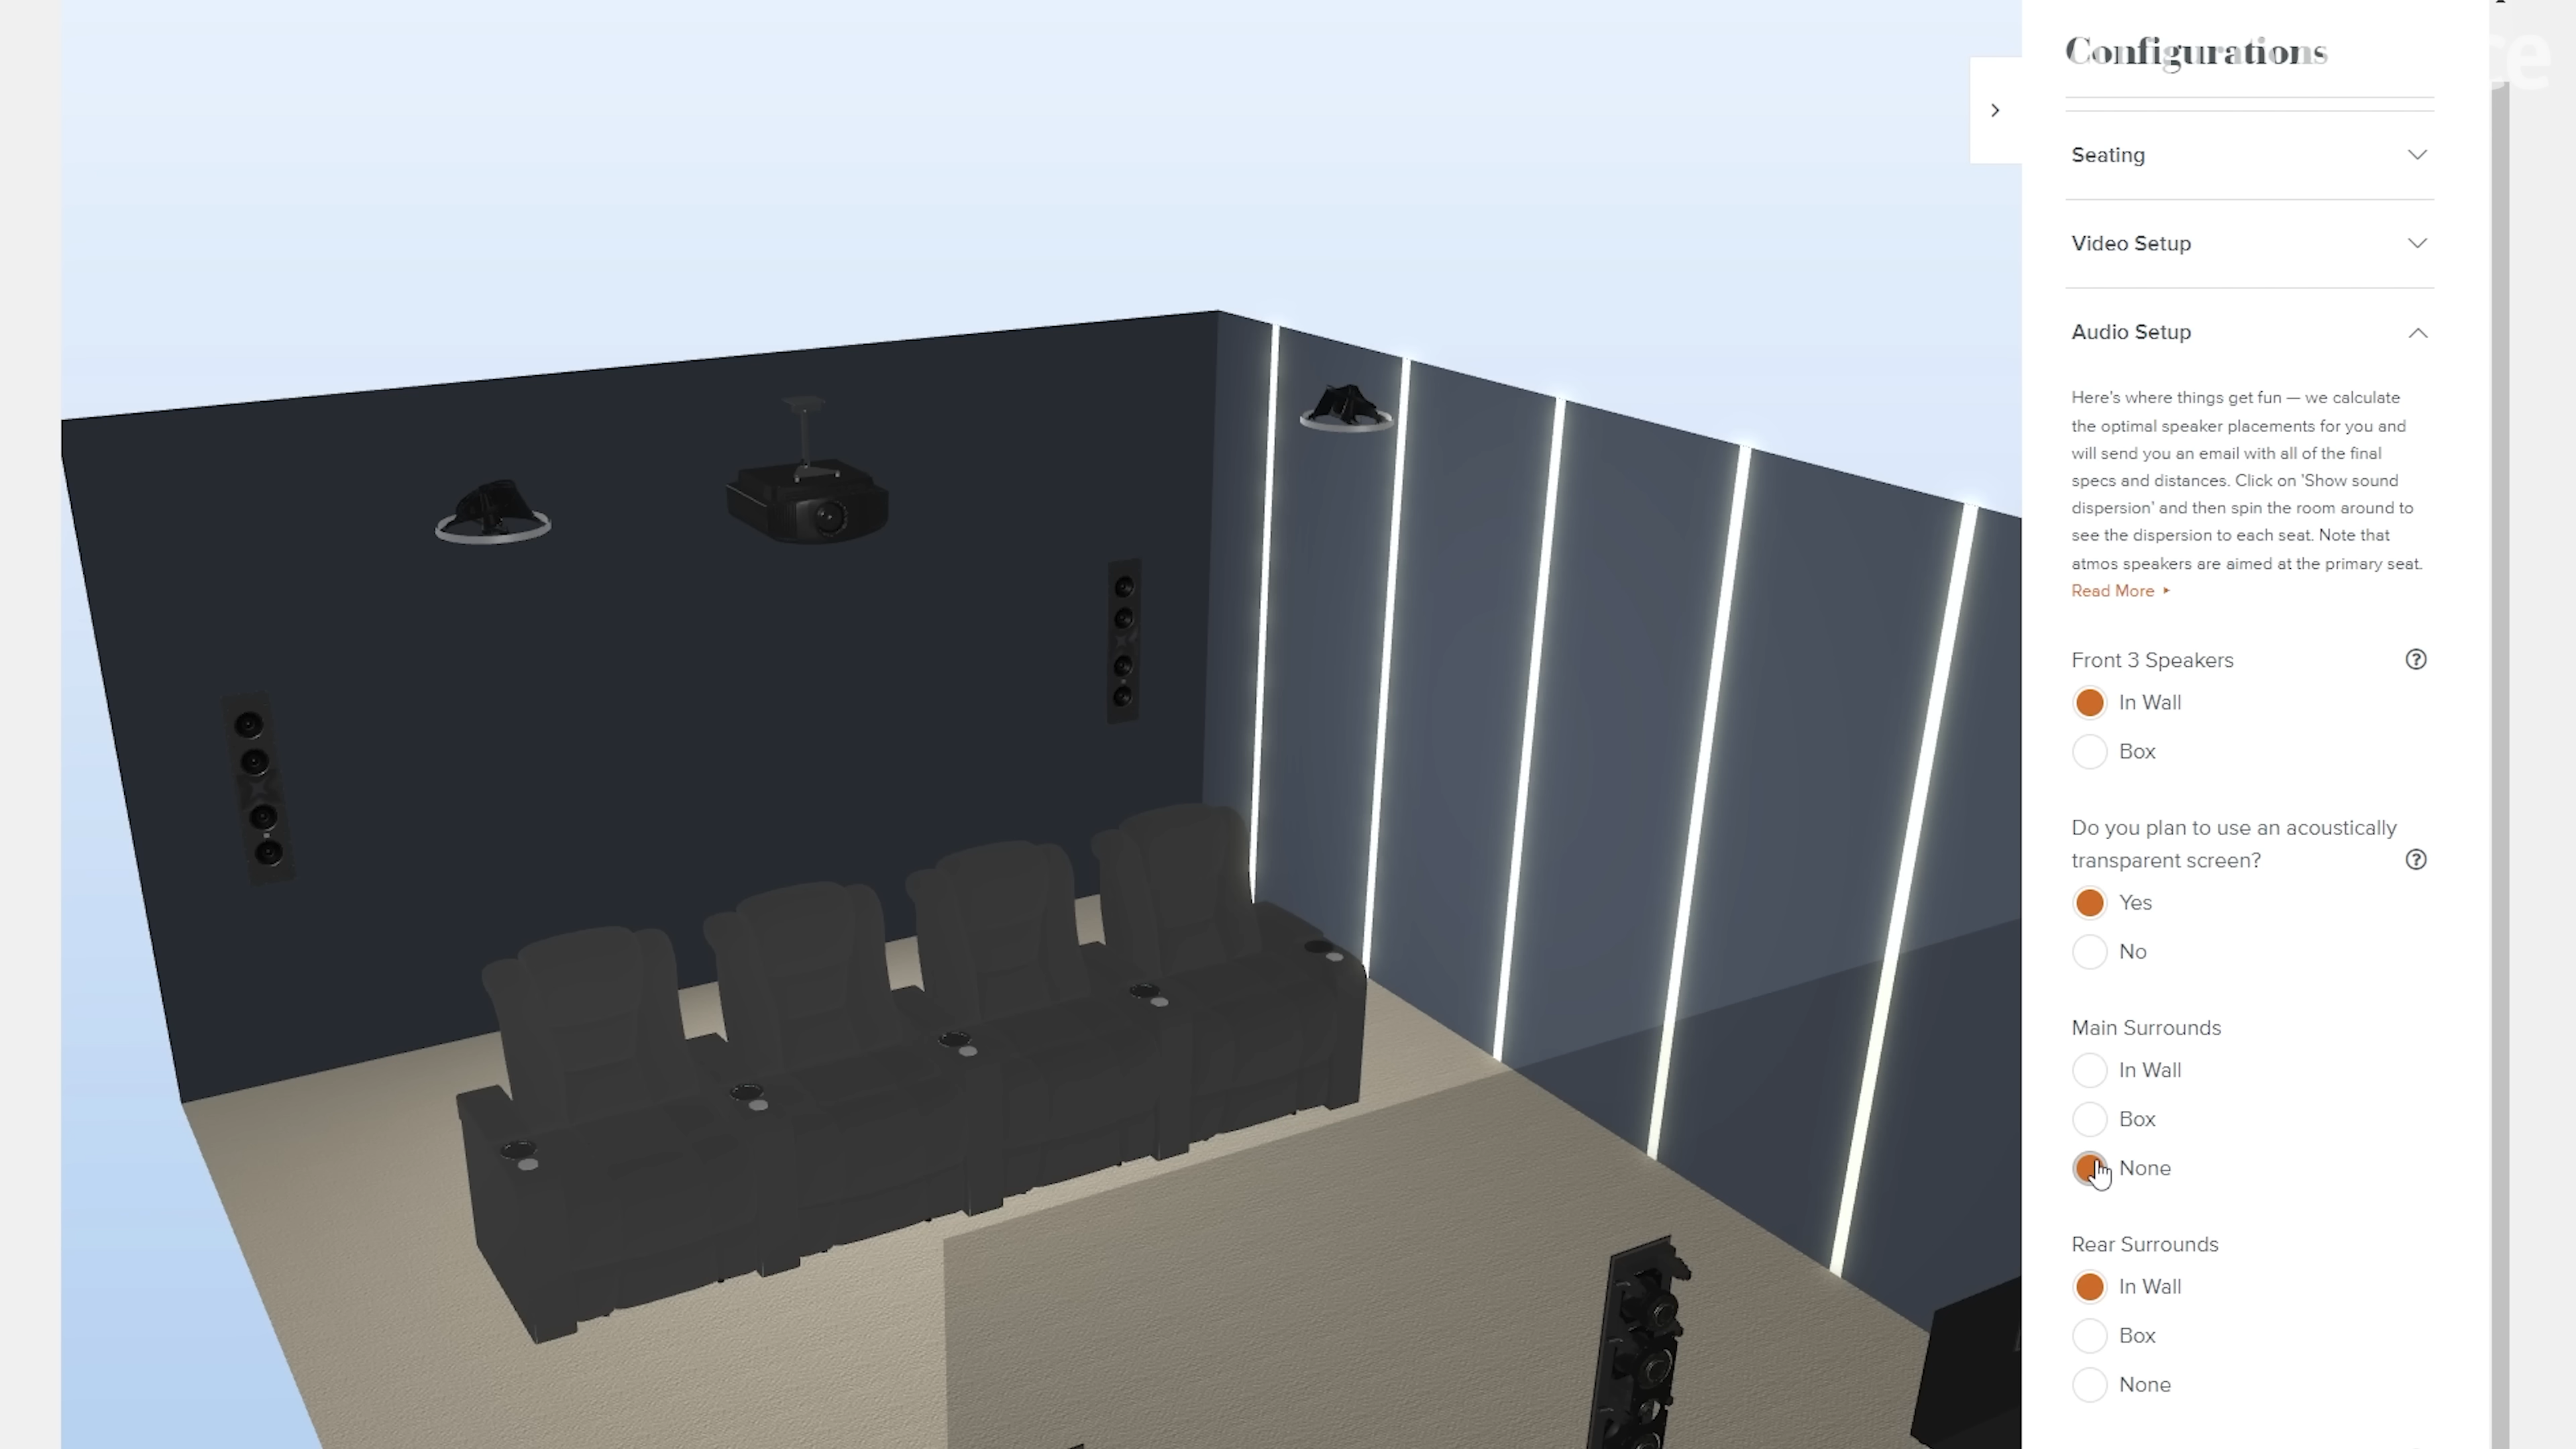 Configurations
Seating
Video Setup
Audio Setup
Here's where things get fun — we calculate
the optimal speaker placements for you and
will send you an email with all of the final
specs and distances. Click on 'Show sound
dispersion' and then spin the room around to
see the dispersion to each seat. Note that
atmos speakers are aimed at the primary seat.
Read More ▸
Front 3 Speakers
In Wall
Box
Do you plan to use an acoustically
transparent screen?
Yes
No
Main Surrounds
In Wall
Box
None
Rear Surrounds
In Wall
Box
None